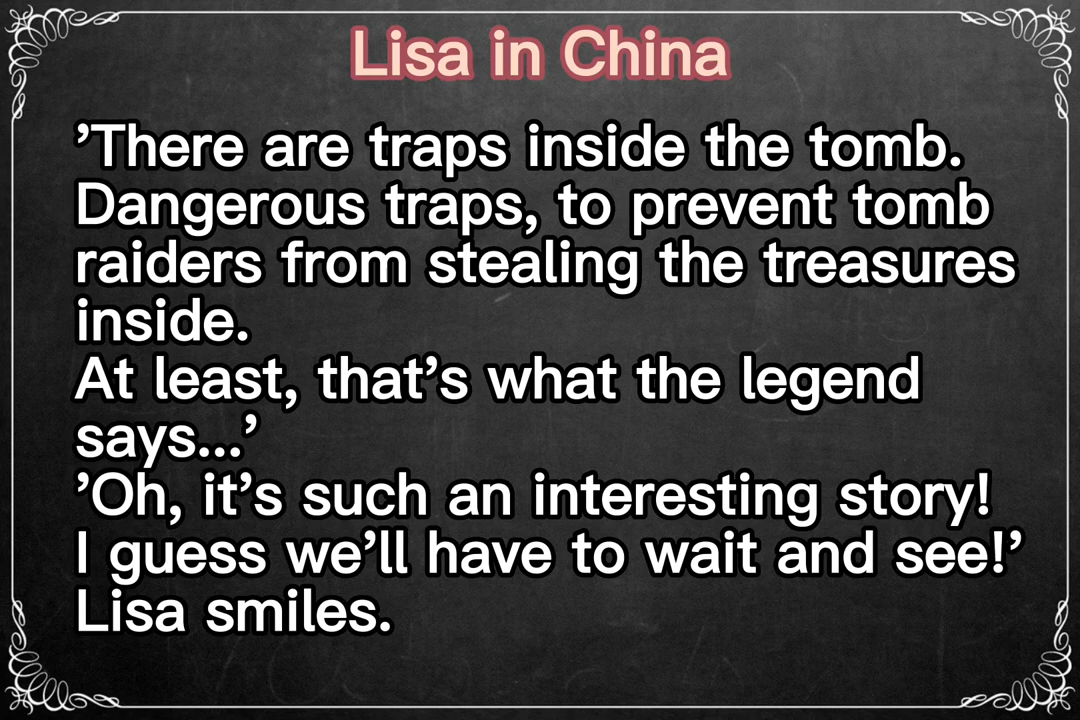 Lisa in China
’There are traps inside the tomb.
Dangerous traps, to prevent tomb
raiders from stealing the treasures
inside.
At least, that’s what the legend
says...’
’Oh, it’s such an interesting story!
I guess we’ll have to wait and see!’
Lisa smiles.